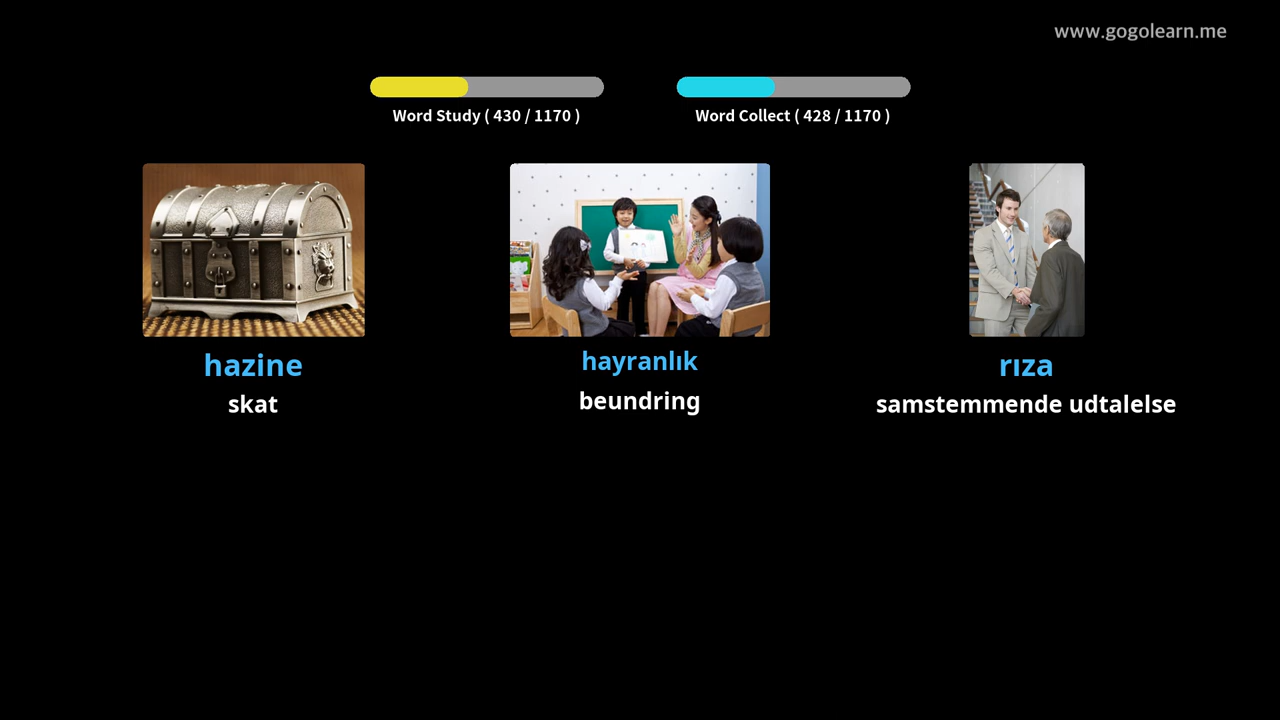 www.gogolearn.me
Word Study ( 430 / 1170 )
Word Collect ( 428 / 1170 )
hazine
skat
hayranlık
beundring
rıza
samstemmende udtalelse